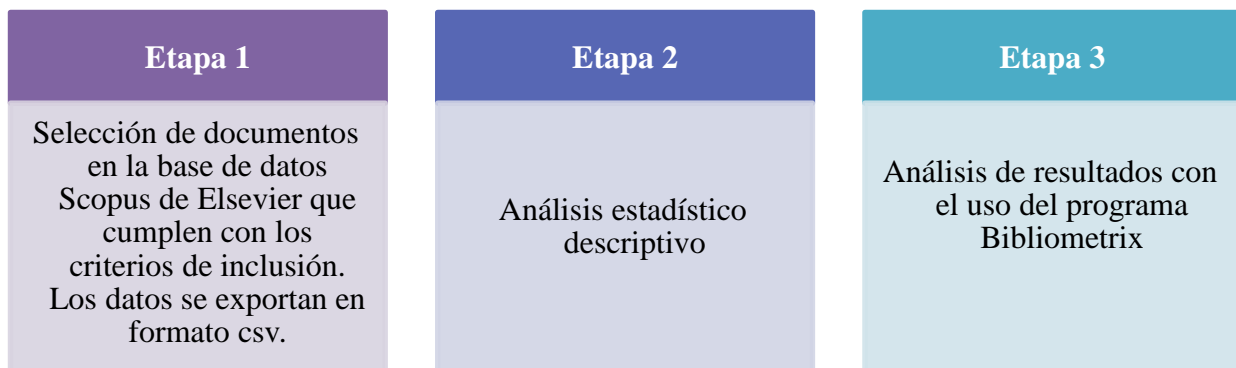 Etapa 1
Selección de documentos
en la base de datos
Scopus de Elsevier que
cumplen con los
criterios de inclusión.
Los datos se exportan en
formato csv.
Etapa 2
Análisis estadístico
descriptivo
Etapa 3
Análisis de resultados con
el uso del programa
Bibliometrix